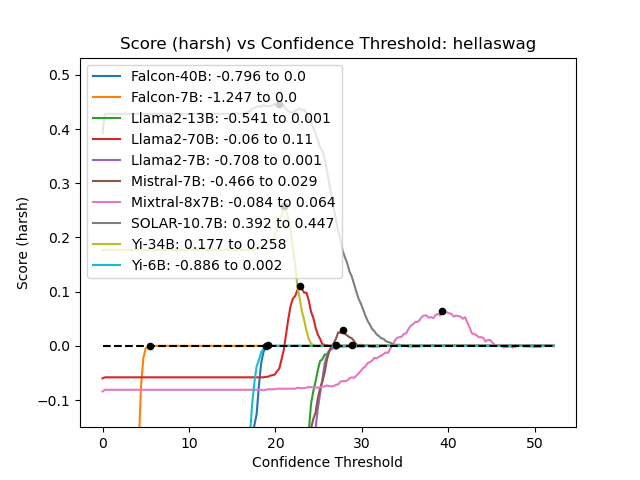 Score (harsh) vs Confidence Threshold: hellaswag
Score (harsh)
0.5
0.4
0.3
0.2
0.1
0.0
−0.1
Falcon-40B: -0.796 to 0.0
Falcon-7B: -1.247 to 0.0
Llama2-13B: -0.541 to 0.001
Llama2-70B: -0.06 to 0.11
Llama2-7B: -0.708 to 0.001
Mistral-7B: -0.466 to 0.029
Mixtral-8x7B: -0.084 to 0.064
SOLAR-10.7B: 0.392 to 0.447
Yi-34B: 0.177 to 0.258
Yi-6B: -0.886 to 0.002
0 10 20 30 40 50
Confidence Threshold